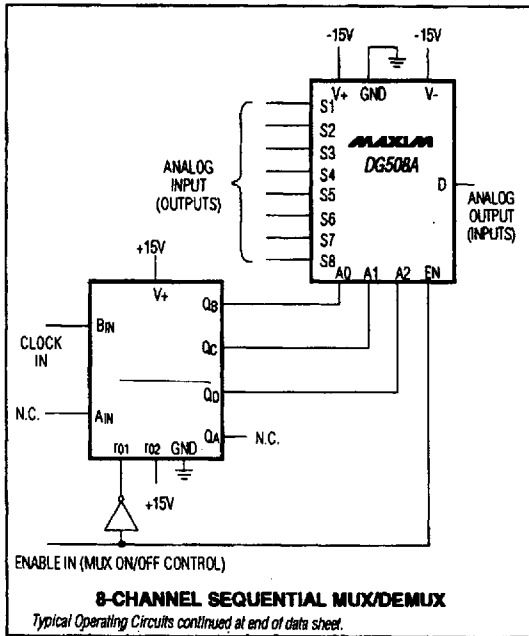 -15V
-15V
V+ GND V-
S1
S2
S3
S4
S5
S6
S7
S8
MAXIM
DG508A
D
ANALOG
INPUT
(OUTPUTS)
ANALOG
OUTPUT
(INPUTS)
A0 A1 A2 EN
+15V
V+
BIN
CLOCK
IN
N.C.
AIN
QB
QC
QD
QA
N.C.
r01 r02 GND
+15V
ENABLE IN (MUX ON/OFF CONTROL)
8-CHANNEL SEQUENTIAL MUX/DEMUX
Typical Operating Circuits continued at end of data sheet.